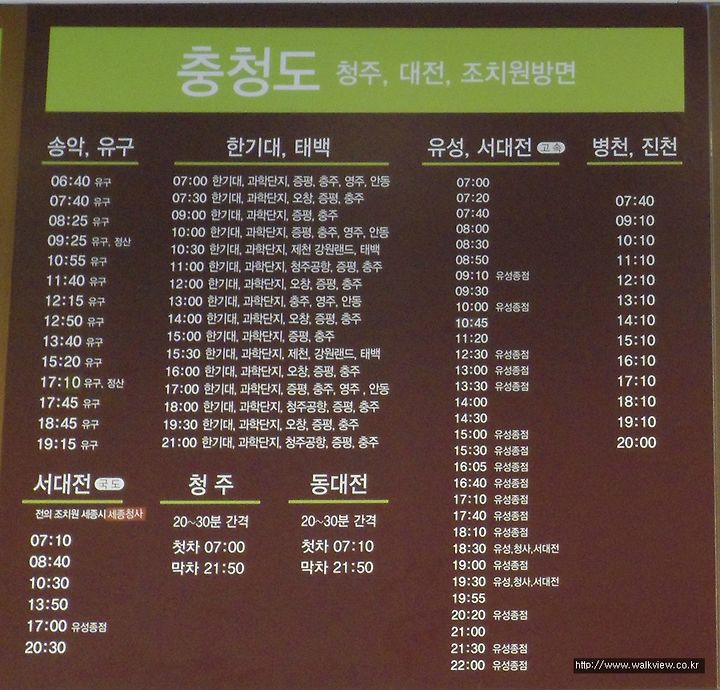 충청도 청주, 대전, 조치원방면
송악, 유구
06:40 유구
07:40 유구
08:25 유구
09:25 유구, 정산
10:55 유구
11:40 유구
12:15 유구
12:50 유구
13:40 유구
15:20 유구
17:10 유구, 정산
17:45 유구
18:45 유구
19:15 유구
한기대, 태백
07:00 한기대, 과학단지, 증평, 충주, 영주, 안동
07:30 한기대, 과학단지, 오창, 증평, 충주
09:00 한기대, 과학단지, 증평, 충주
10:00 한기대, 과학단지, 증평, 충주, 영주, 안동
10:30 한기대, 과학단지, 제천 강원랜드, 태백
11:00 한기대, 과학단지, 청주공항, 증평, 충주
12:00 한기대, 과학단지, 오창, 증평, 충주
13:00 한기대, 과학단지, 충주, 영주, 안동
14:00 한기대, 과학단지, 오창, 증평, 충주
15:00 한기대, 과학단지, 증평, 충주
15:30 한기대, 과학단지, 제천, 강원랜드, 태백
16:00 한기대, 과학단지, 오창, 증평, 충주
17:00 한기대, 과학단지, 증평, 충주, 영주 , 안동
18:00 한기대, 과학단지, 청주공항, 증평, 충주
19:30 한기대, 과학단지, 오창, 증평, 충주
21:00 한기대, 과학단지, 청주공항, 증평, 충주
유성, 서대전 고속
07:00
07:20
07:40
08:00
08:30
08:50
09:10 유성종점
09:30
10:00 유성종점
10:45
11:20
12:30 유성종점
13:00 유성종점
13:30 유성종점
14:00
14:30
15:00 유성종점
15:30 유성종점
16:05 유성종점
16:40 유성종점
17:10 유성종점
17:40 유성종점
18:10 유성종점
18:30 유성,청사,서대전
19:00 유성종점
19:30 유성,청사,서대전
19:55
20:20 유성종점
21:00
21:30 유성종점
22:00 유성종점
병천, 진천
07:40
09:10
10:10
11:10
12:10
13:10
14:10
15:10
16:10
17:10
18:10
19:10
20:00
서대전 국도
전의 조치원 세종시 세종청사
07:10
08:40
10:30
13:50
17:00 유성종점
20:30
청 주
20~30분 간격
첫차 07:00
막차 21:50
동대전
20~30분 간격
첫차 07:10
막차 21:50
http://www.walkview.co.kr